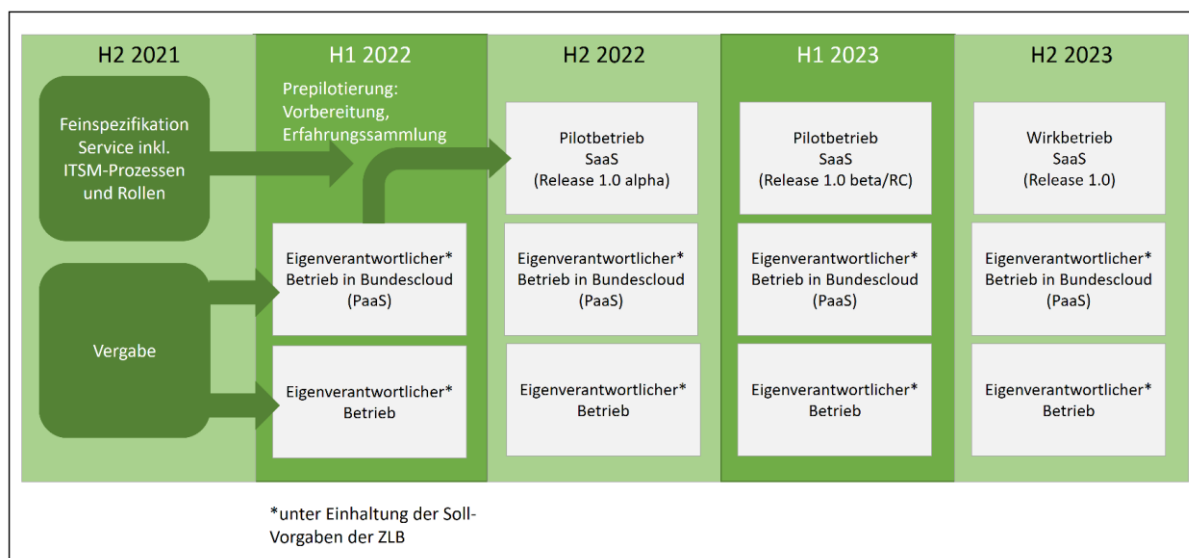 H2 2021
H1 2022
H2 2022
H1 2023
H2 2023
Feinspezifikation
Service inkl.
ITSM-Prozessen
und Rollen
Prepilotierung:
Vorbereitung,
Erfahrungssammlung
Pilotbetrieb
SaaS
(Release 1.0 alpha)
Pilotbetrieb
SaaS
(Release 1.0 beta/RC)
Wirkbetrieb
SaaS
(Release 1.0)
Vergabe
Eigenverantwortlicher*
Betrieb in Bundescloud
(PaaS)
Eigenverantwortlicher*
Betrieb in Bundescloud
(PaaS)
Eigenverantwortlicher*
Betrieb in Bundescloud
(PaaS)
Eigenverantwortlicher*
Betrieb in Bundescloud
(PaaS)
Eigenverantwortlicher*
Betrieb
Eigenverantwortlicher*
Betrieb
Eigenverantwortlicher*
Betrieb
Eigenverantwortlicher*
Betrieb
*unter Einhaltung der Soll-
Vorgaben der ZLB